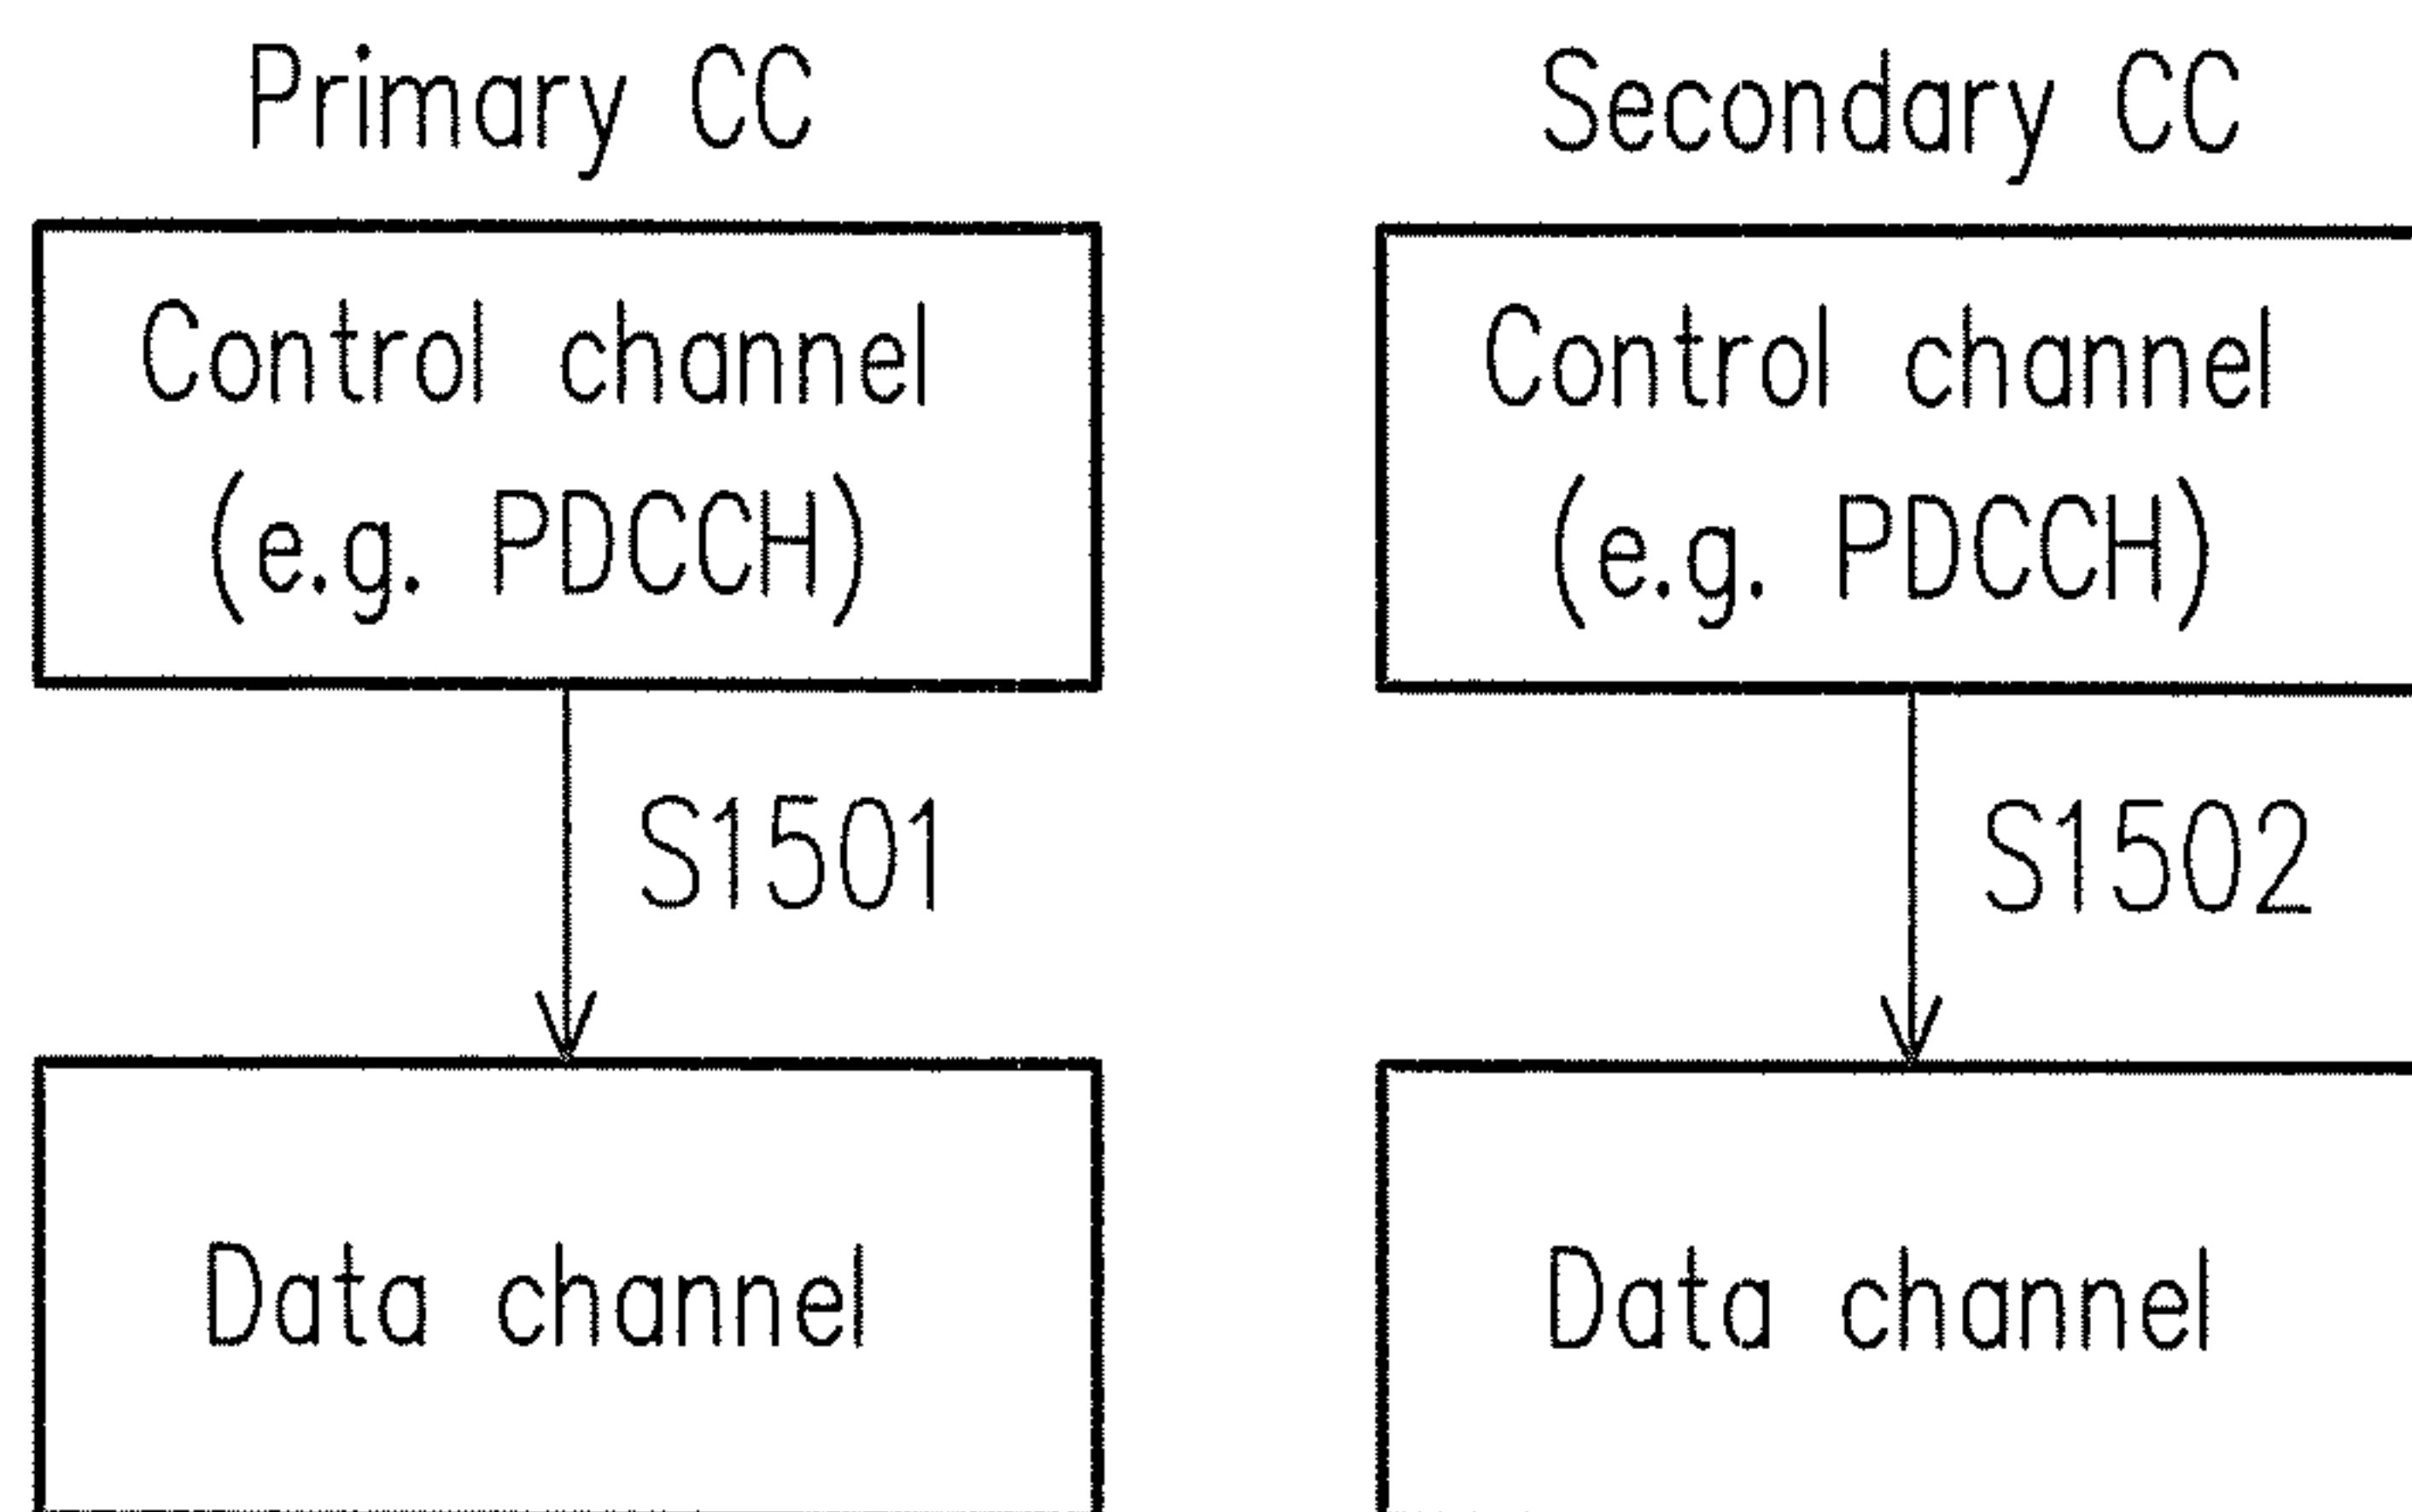 Primary CC
Control channel
(e.g. PDCCH)
S1501
Data channel
Secondary CC
Control channel
(e.g. PDCCH)
S1502
Data channel